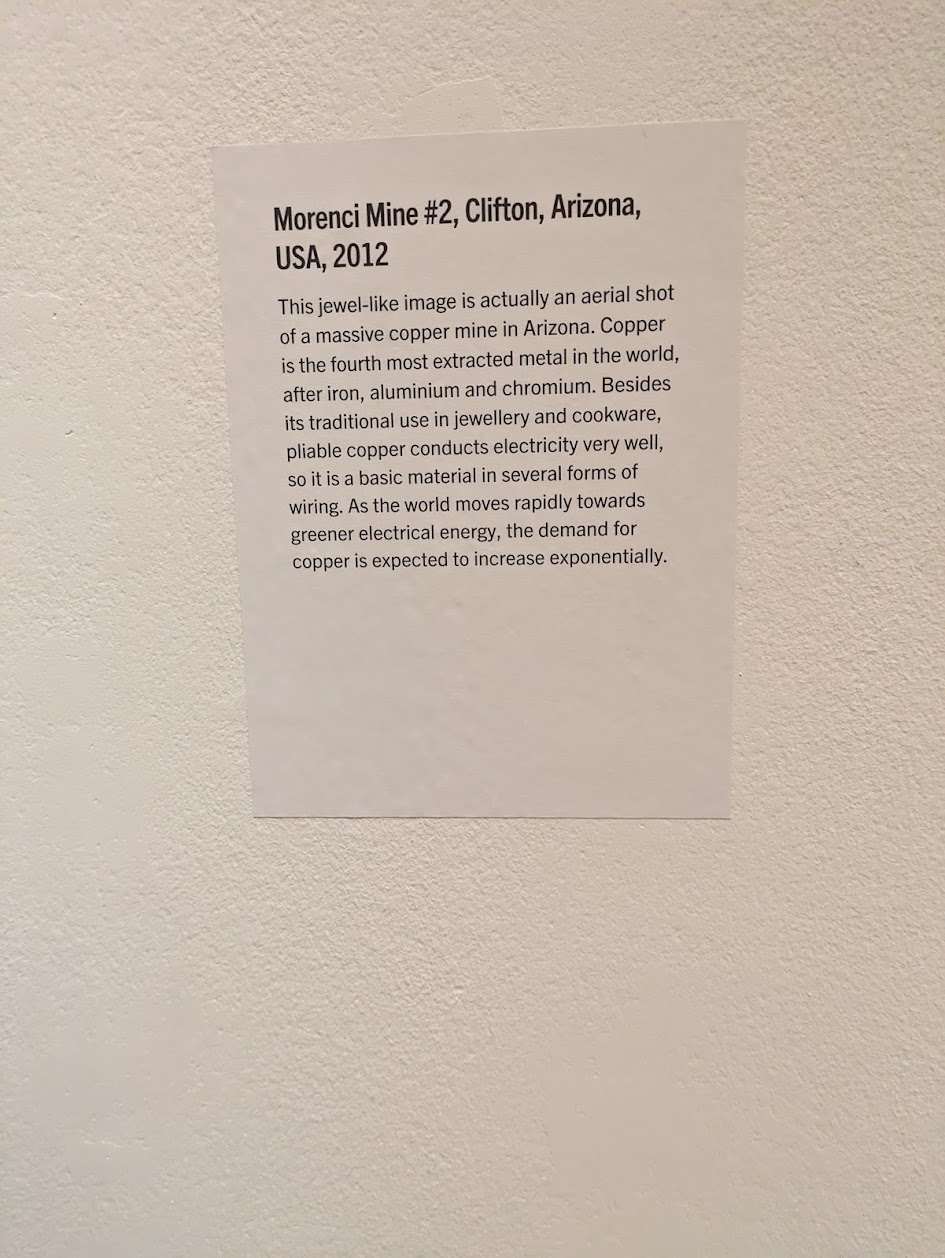 Morenci Mine #2, Clifton, Arizona,
USA, 2012
This jewel-like image is actually an aerial shot
of a massive copper mine in Arizona. Copper
is the fourth most extracted metal in the world,
after iron, aluminium and chromium. Besides
its traditional use in jewellery and cookware,
pliable copper conducts electricity very well,
so it is a basic material in several forms of
wiring. As the world moves rapidly towards
greener electrical energy, the demand for
copper is expected to increase exponentially.